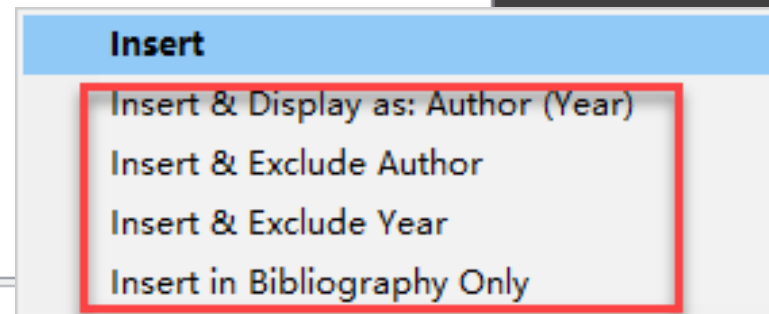 Insert
Insert & Display as: Author (Year)
Insert & Exclude Author
Insert & Exclude Year
Insert in Bibliography Only